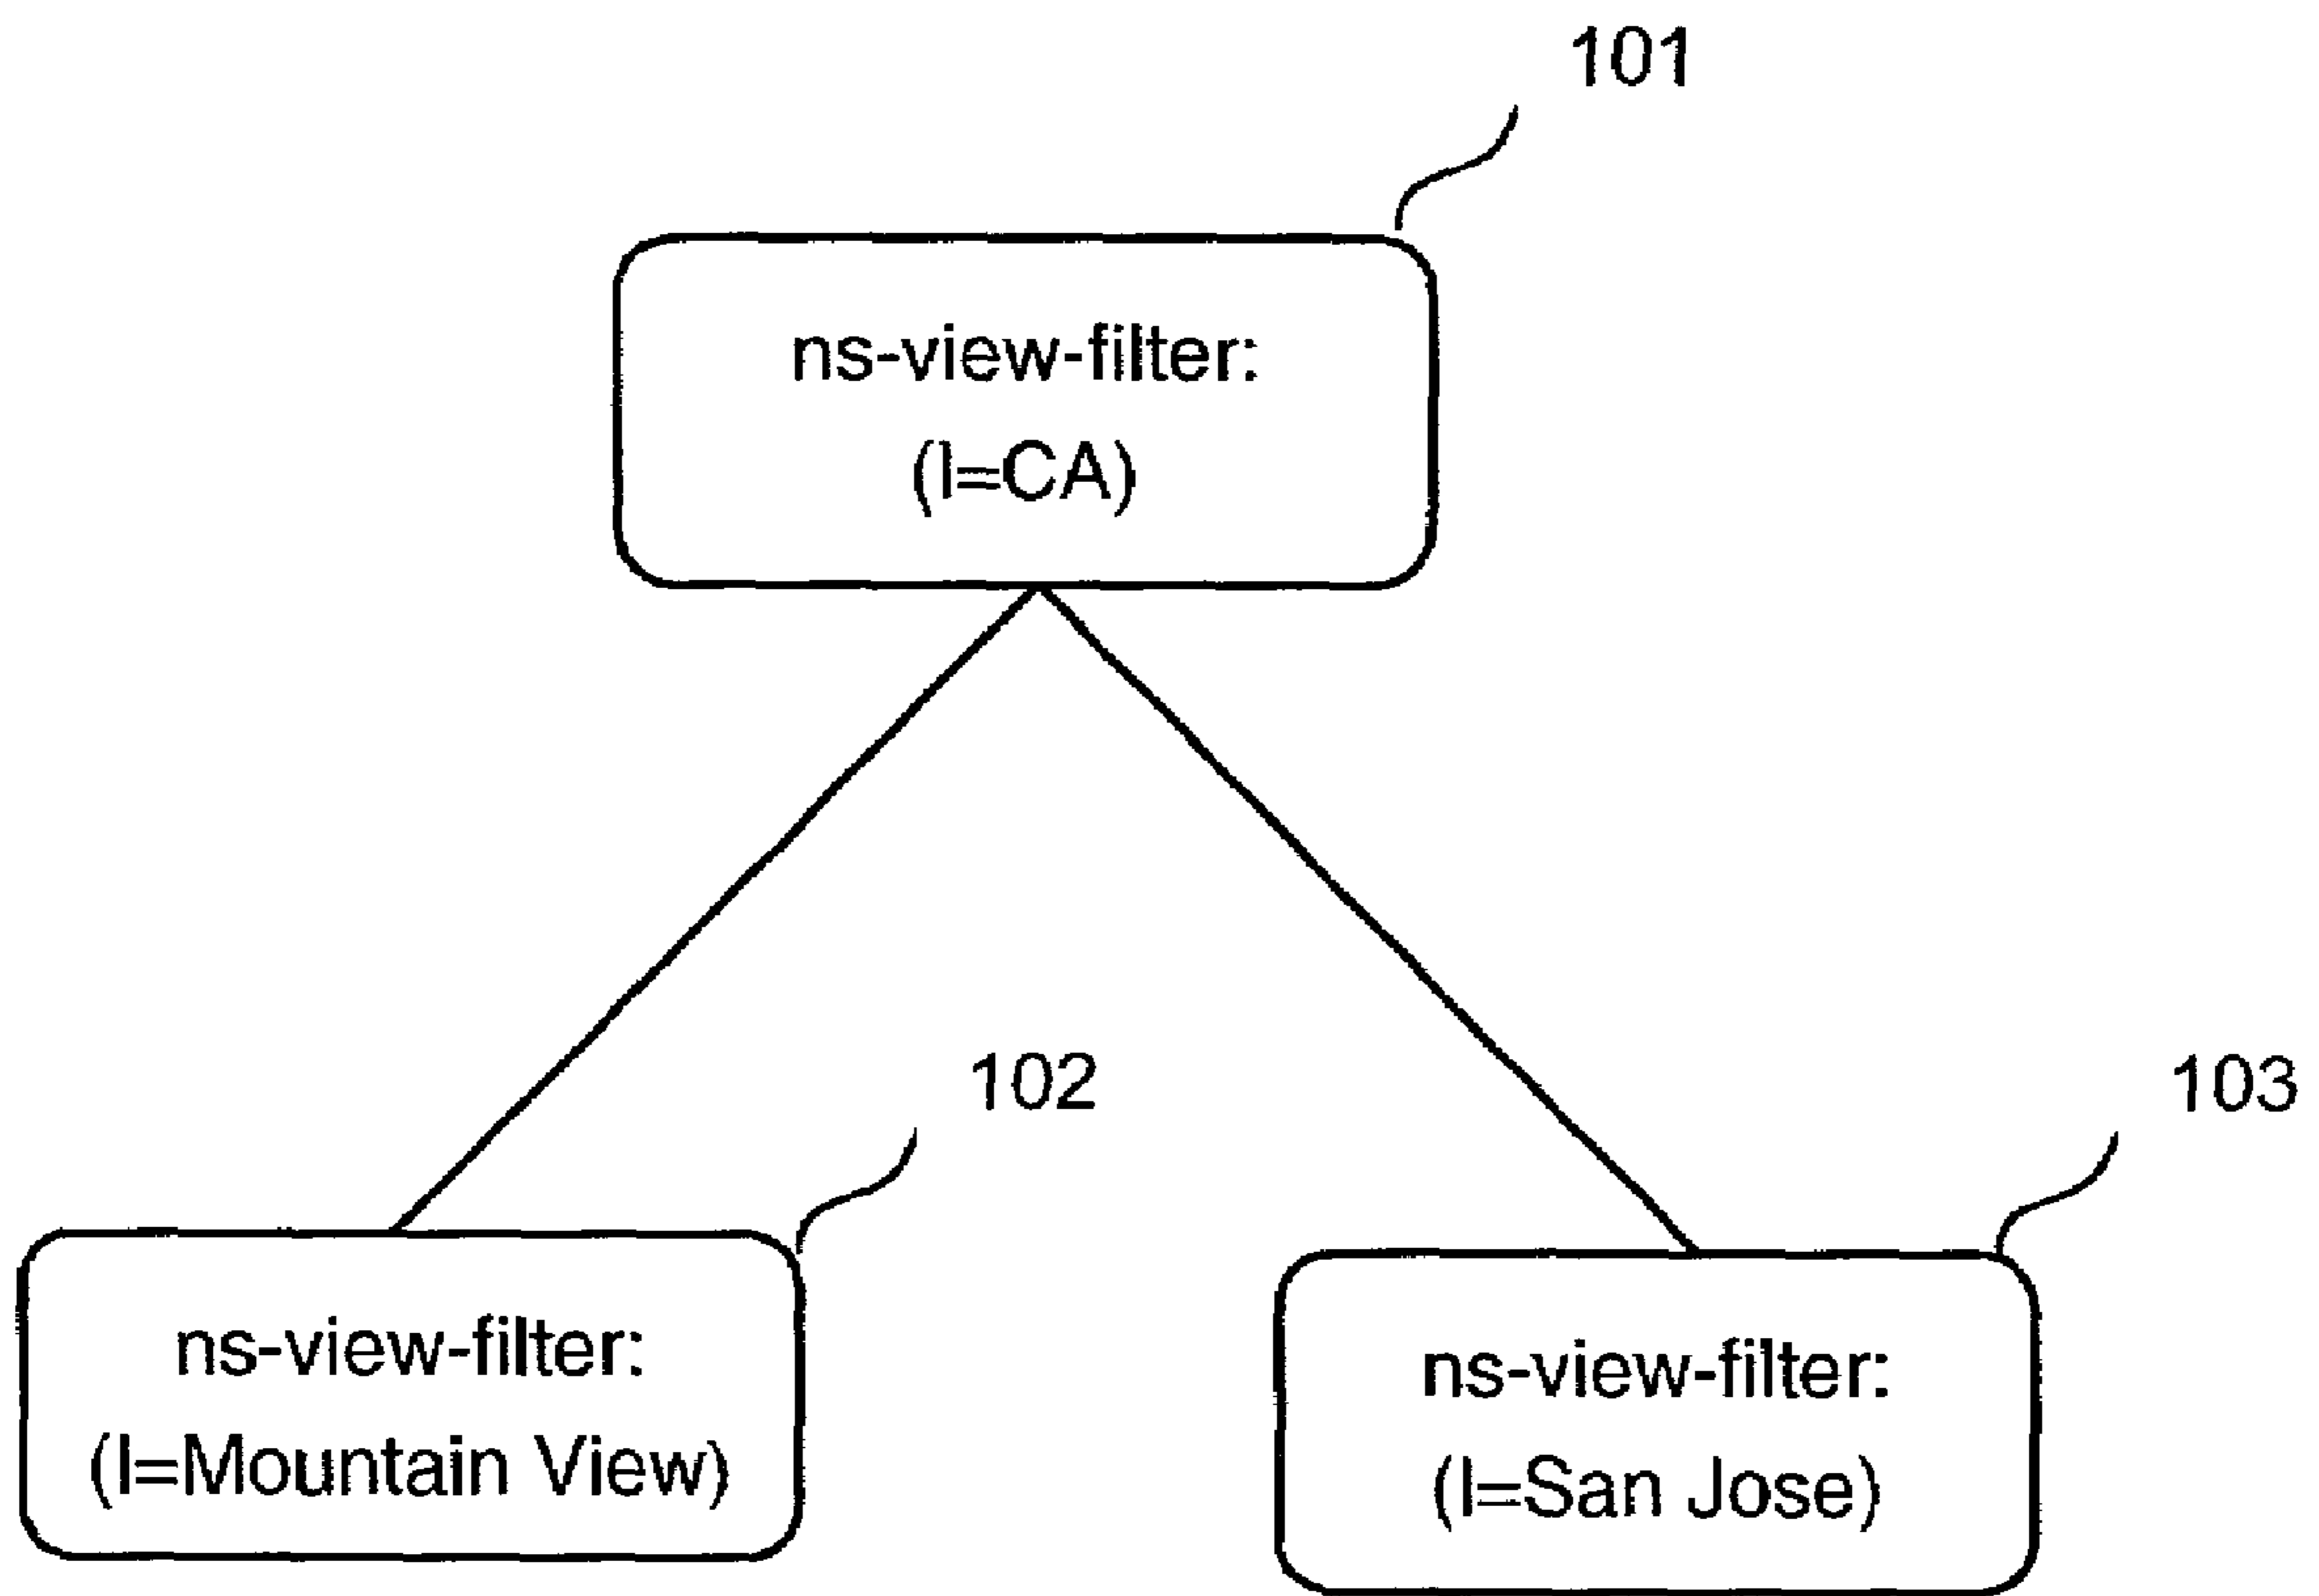 101
ns-view-filter:
(l=CA)
102
103
ns-view-filter:
(l=Mountain View)
ns-view-filter:
(l=San Jose)